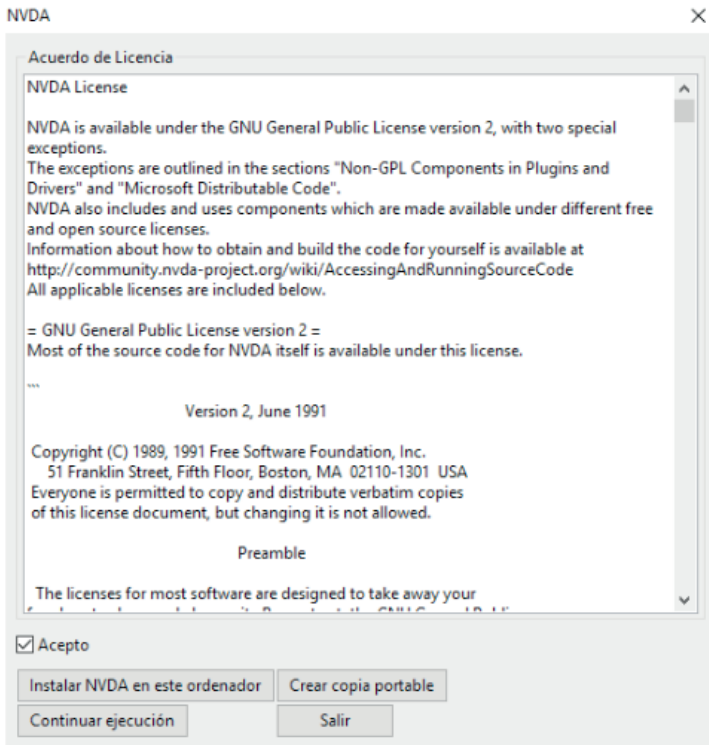 NVDA
Acuerdo de Licencia
NVDA License
NVDA is available under the GNU General Public License version 2, with two special
exceptions.
The exceptions are outlined in the sections "Non-GPL Components in Plugins and
Drivers" and "Microsoft Distributable Code".
NVDA also includes and uses components which are made available under different free
and open source licenses.
Information about how to obtain and build the code for yourself is available at
http://community.nvda-project.org/wiki/AccessingAndRunningSourceCode
All applicable licenses are included below.
= GNU General Public License version 2 =
Most of the source code for NVDA itself is available under this license.
```
Version 2, June 1991
Copyright (C) 1989, 1991 Free Software Foundation, Inc.
51 Franklin Street, Fifth Floor, Boston, MA 02110-1301 USA
Everyone is permitted to copy and distribute verbatim copies
of this license document, but changing it is not allowed.
Preamble
The licenses for most software are designed to take away your
Acepto
Instalar NVDA en este ordenador
Crear copia portable
Continuar ejecución
Salir